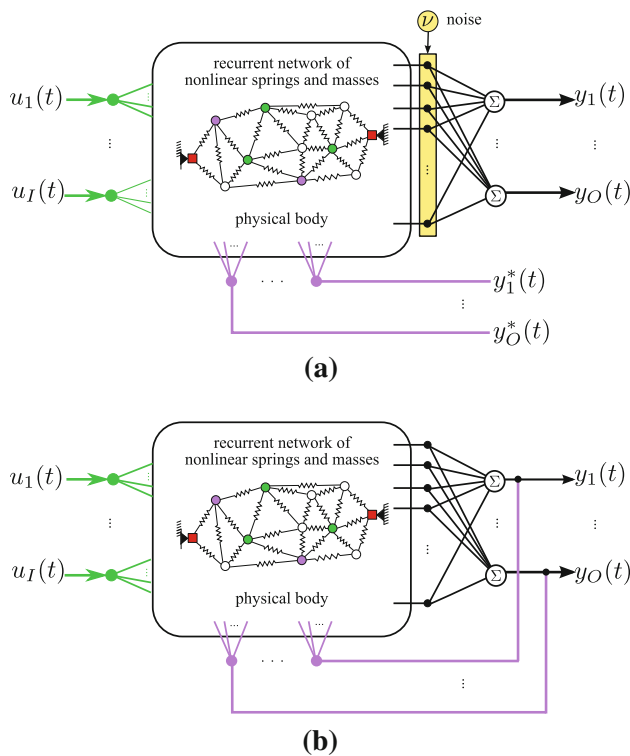 ν noise
recurrent network of
nonlinear springs and masses
u₁(t)
Σ
y₁(t)
...
...
...
u_I(t)
Σ
y_O(t)
physical body
... ...
. . .
y₁*(t)
...
y_O*(t)
(a)
recurrent network of
nonlinear springs and masses
u₁(t)
Σ
y₁(t)
...
...
...
u_I(t)
Σ
y_O(t)
physical body
... ...
. . .
...
(b)